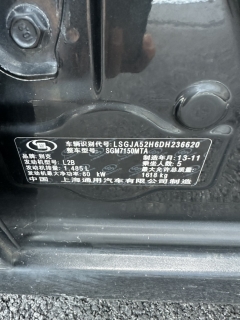 车辆识别代号:LSGJA52H6DH236620
整车型号: SGM7150MTA
品牌: 别克
发动机型号: L2B
发动机排量: 1.485 L
发动机最大净功率: 80 kW
制造年月: 13-11
乘坐人数: 5
最大允许总质量: 1618 kg
中国 上海通用汽车有限公司制造